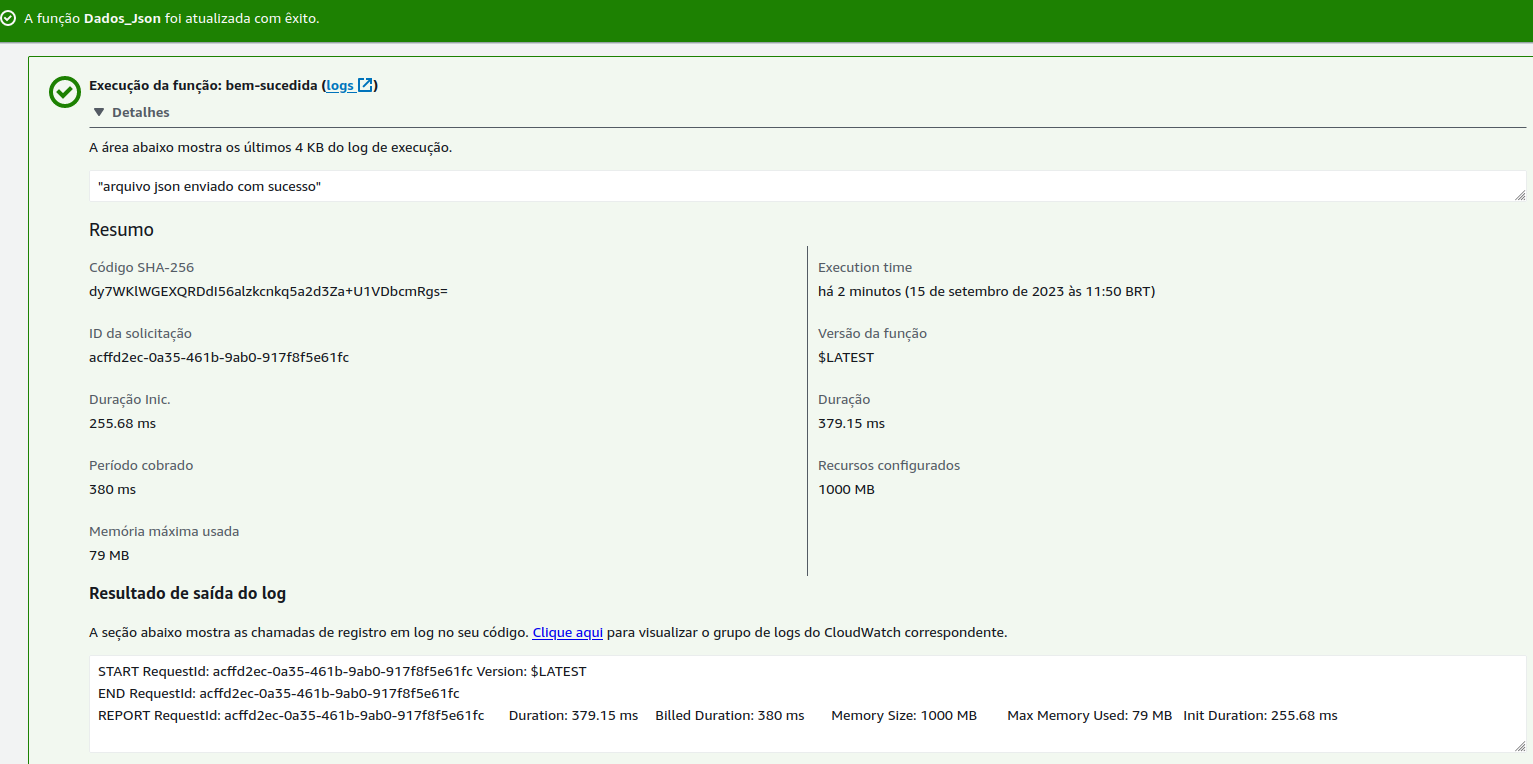 A função Dados_Json foi atualizada com êxito.
Execução da função: bem-sucedida (logs )
Detalhes
A área abaixo mostra os últimos 4 KB do log de execução.
"arquivo json enviado com sucesso"
Resumo
Código SHA-256
dy7WKlWGEXQRDdI56alzkcnkq5a2d3Za+U1VDbcmRgs=
Execution time
há 2 minutos (15 de setembro de 2023 às 11:50 BRT)
ID da solicitação
acffd2ec-0a35-461b-9ab0-917f8f5e61fc
Versão da função
$LATEST
Duração Inic.
255.68 ms
Duração
379.15 ms
Período cobrado
380 ms
Recursos configurados
1000 MB
Memória máxima usada
79 MB
Resultado de saída do log
A seção abaixo mostra as chamadas de registro em log no seu código. Clique aqui para visualizar o grupo de logs do CloudWatch correspondente.
START RequestId: acffd2ec-0a35-461b-9ab0-917f8f5e61fc Version: $LATEST
END RequestId: acffd2ec-0a35-461b-9ab0-917f8f5e61fc
REPORT RequestId: acffd2ec-0a35-461b-9ab0-917f8f5e61fc Duration: 379.15 ms Billed Duration: 380 ms Memory Size: 1000 MB Max Memory Used: 79 MB Init Duration: 255.68 ms